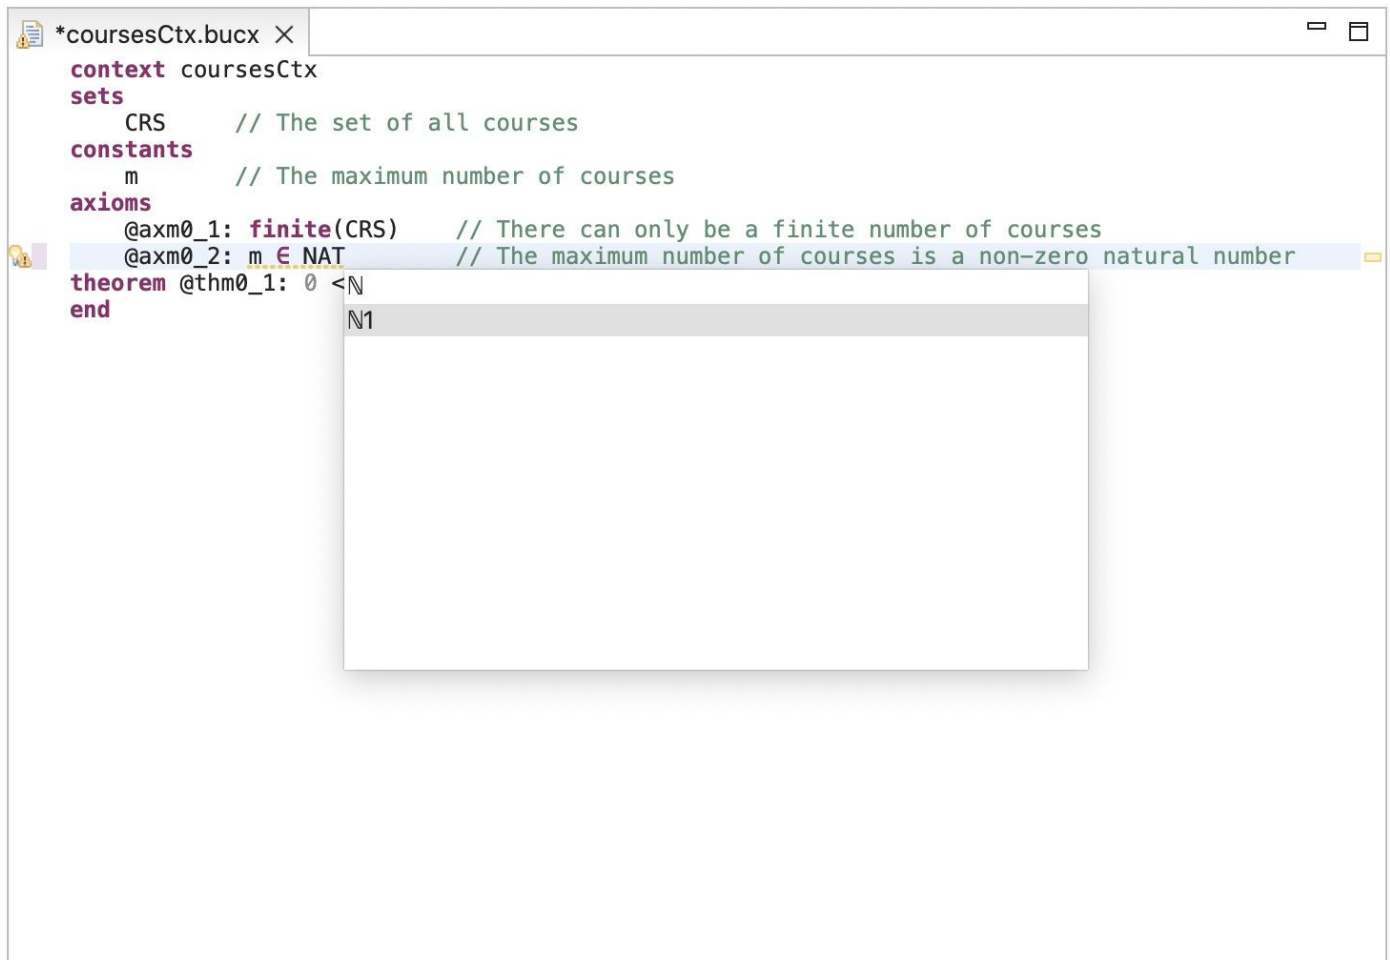 *coursesCtx.bucx
context coursesCtx
sets
CRS // The set of all courses
constants
m // The maximum number of courses
axioms
@axm0_1: finite(CRS) // There can only be a finite number of courses
@axm0_2: m ∈ NAT // The maximum number of courses is a non-zero natural number
theorem @thm0_1: 0 <
end
ℕ
ℕ1